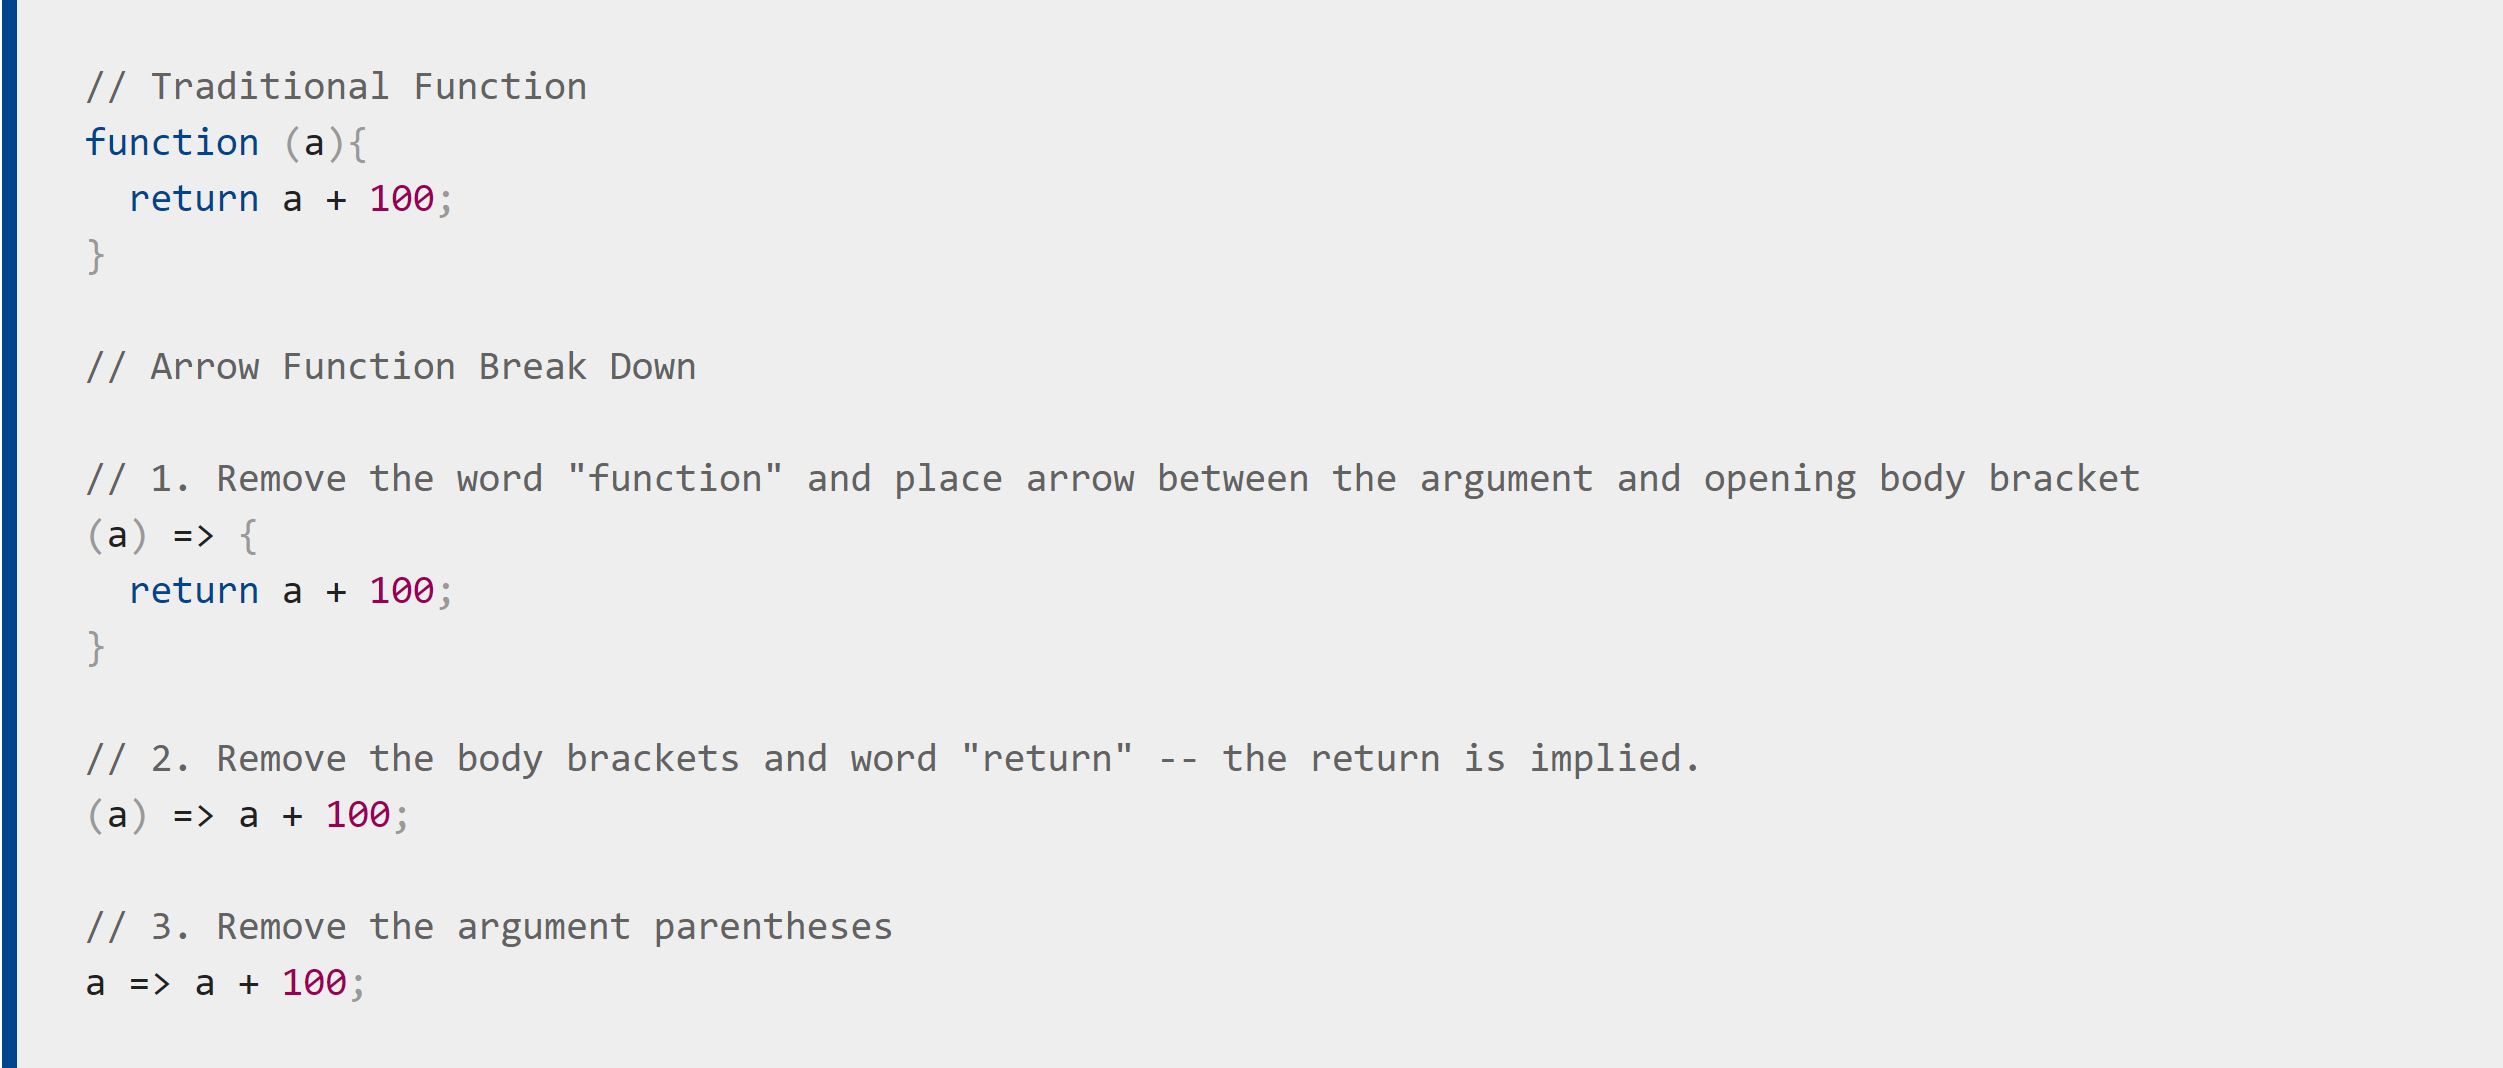 // Traditional Function
function (a){
  return a + 100;
}
// Arrow Function Break Down
// 1. Remove the word "function" and place arrow between the argument and opening body bracket
(a) => {
  return a + 100;
}
// 2. Remove the body brackets and word "return" -- the return is implied.
(a) => a + 100;
// 3. Remove the argument parentheses
a => a + 100;